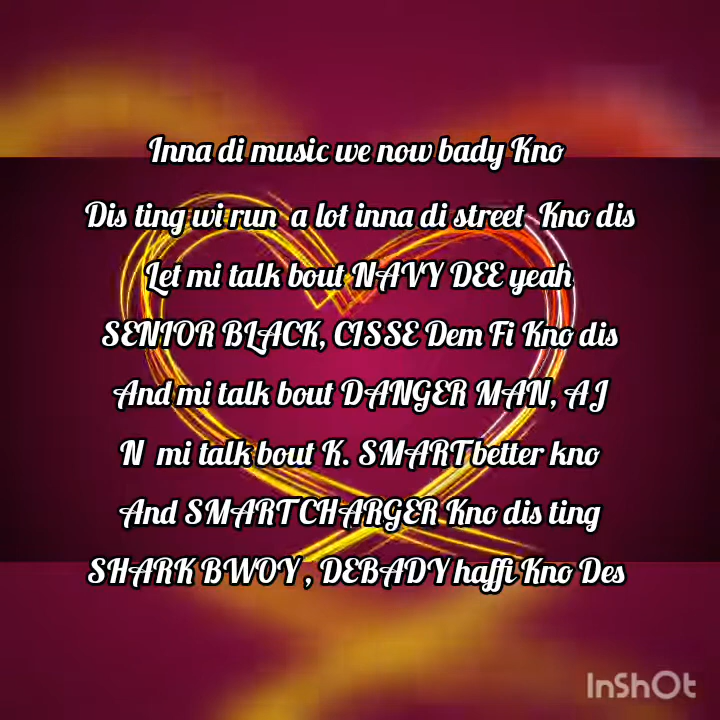 Inna di music we now bady Kno
Dis ting wi run a lot inna di street Kno dis
Let mi talk bout NAVY DEE yeah
SENIOR BLACK, CISSE Dem Fi Kno dis
And mi talk bout DANGER MAN, AJ
N mi talk bout K. SMART better kno
And SMART CHARGER Kno dis ting
SHARK BWOY , DEBADY haffi Kno Des
InShOt